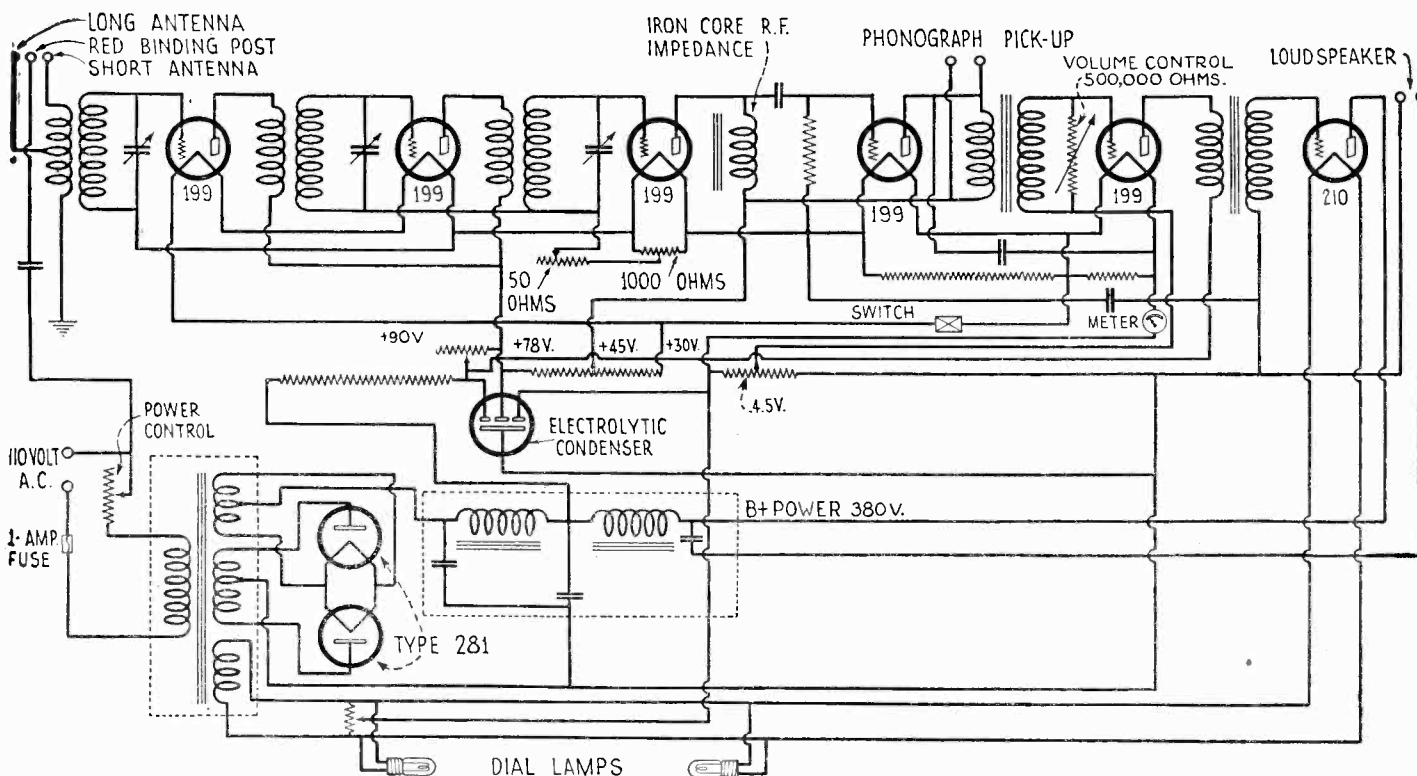 LONG ANTENNA
RED BINDING POST
SHORT ANTENNA
IRON CORE R.F.
IMPEDANCE
PHONOGRAPH PICK-UP
VOLUME CONTROL
500,000 OHMS.
LOUDSPEAKER
199
199
199
199
199
210
50
OHMS
1000 OHMS
SWITCH
METER
+90V
+78V.
+45V.
+30V.
4.5V.
ELECTROLYTIC
CONDENSER
POWER
CONTROL
110 VOLT
A.C.
1-AMP.
FUSE
B+ POWER 380V.
TYPE 281
DIAL LAMPS